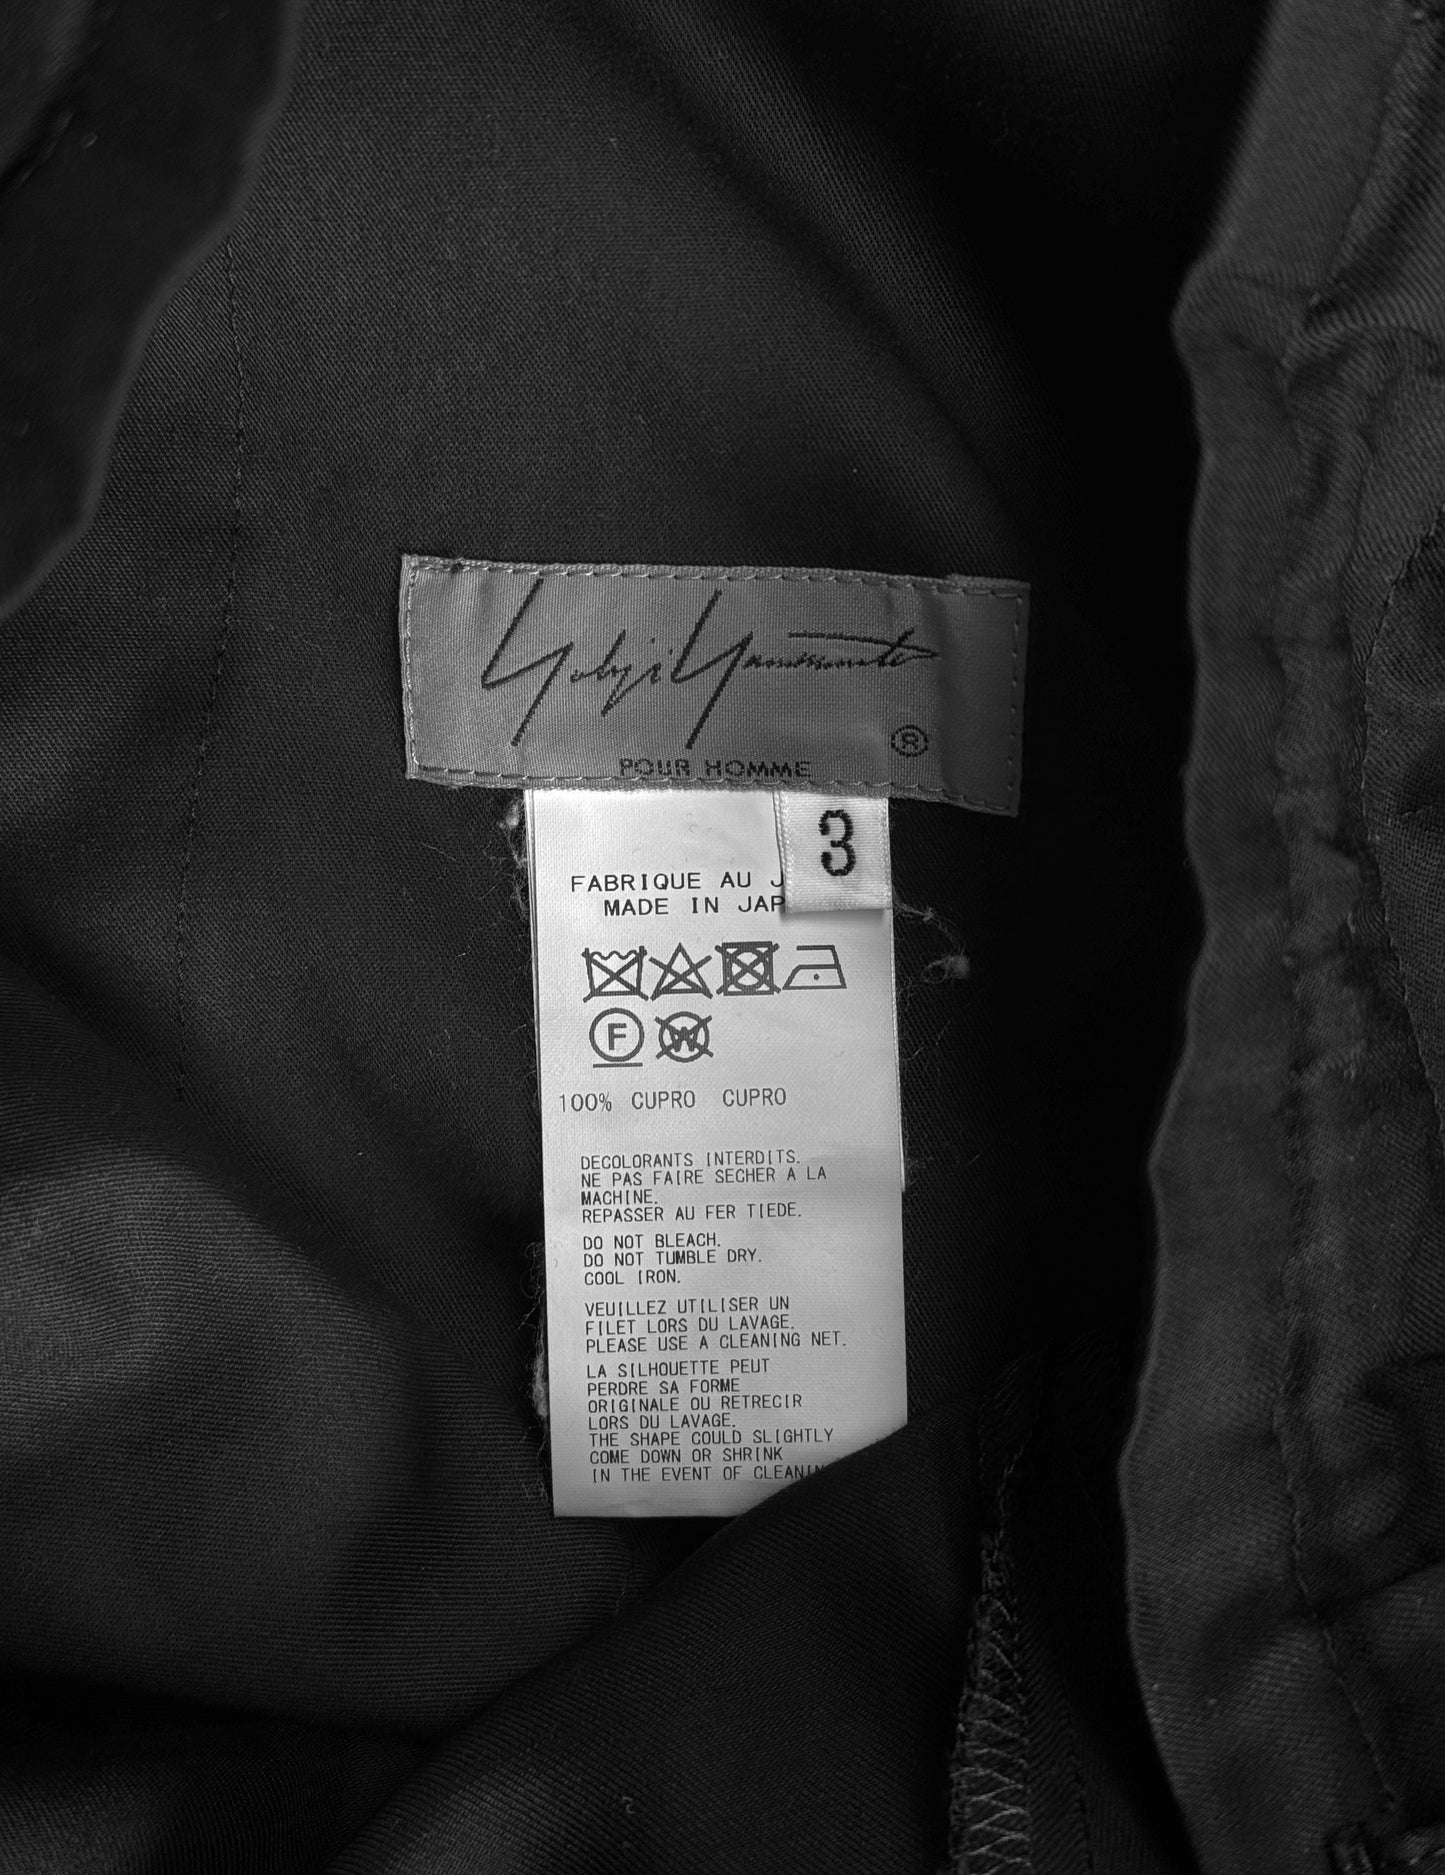 Yohji Yamamoto
®
POUR HOMME
3
FABRIQUE AU J
MADE IN JAP
F W
100% CUPRO CUPRO
DECOLORANTS INTERDITS.
NE PAS FAIRE SECHER A LA
MACHINE.
REPASSER AU FER TIEDE.
DO NOT BLEACH.
DO NOT TUMBLE DRY.
COOL IRON.
VEUILLEZ UTILISER UN
FILET LORS DU LAVAGE.
PLEASE USE A CLEANING NET.
LA SILHOUETTE PEUT
PERDRE SA FORME
ORIGINALE OU RETRECIR
LORS DU LAVAGE.
THE SHAPE COULD SLIGHTLY
COME DOWN OR SHRINK
IN THE EVENT OF CLEANIN